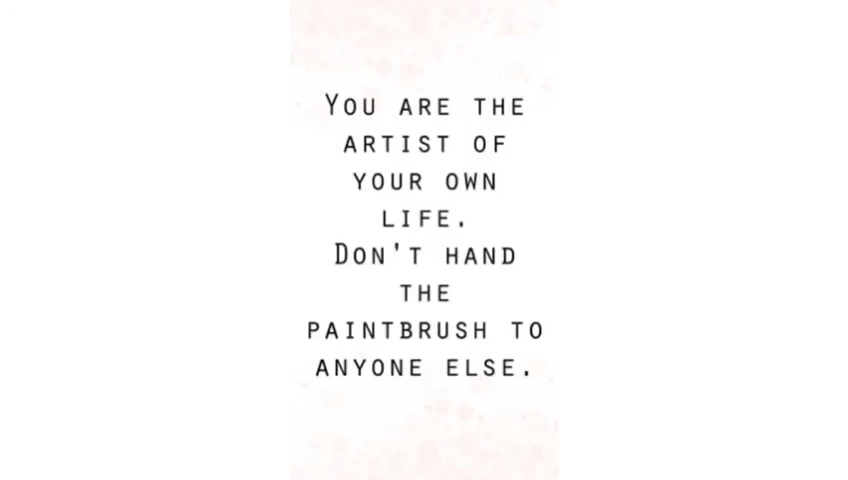 You are the
artist of
your own
life.
Don't hand
the
paintbrush to
anyone else.